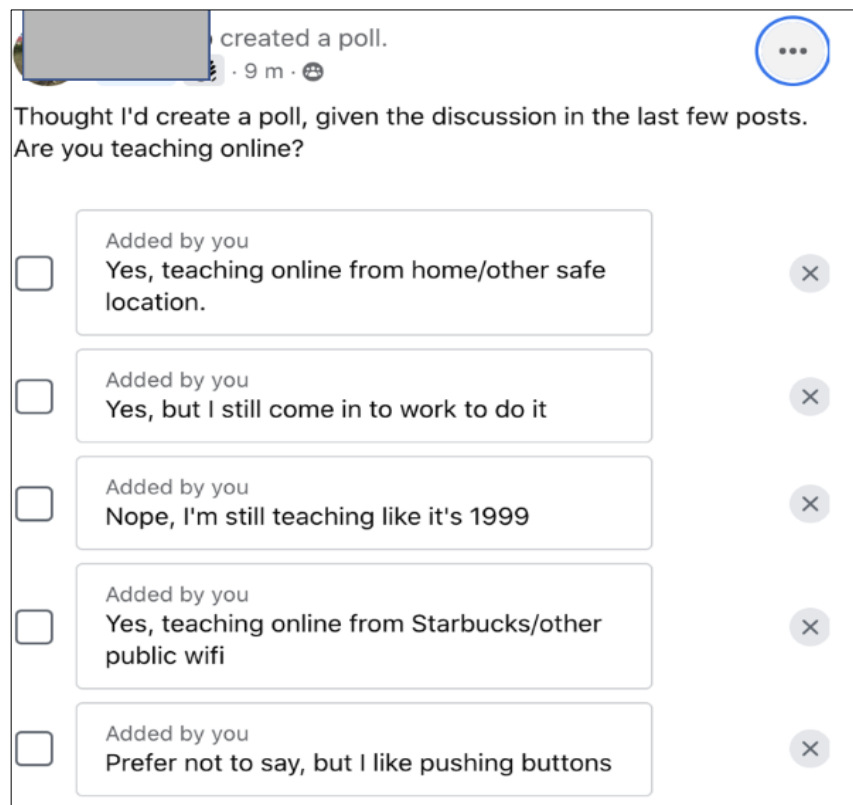 created a poll.
· 9 m ·
Thought I'd create a poll, given the discussion in the last few posts.
Are you teaching online?
Added by you
Yes, teaching online from home/other safe
location.
Added by you
Yes, but I still come in to work to do it
Added by you
Nope, I'm still teaching like it's 1999
Added by you
Yes, teaching online from Starbucks/other
public wifi
Added by you
Prefer not to say, but I like pushing buttons